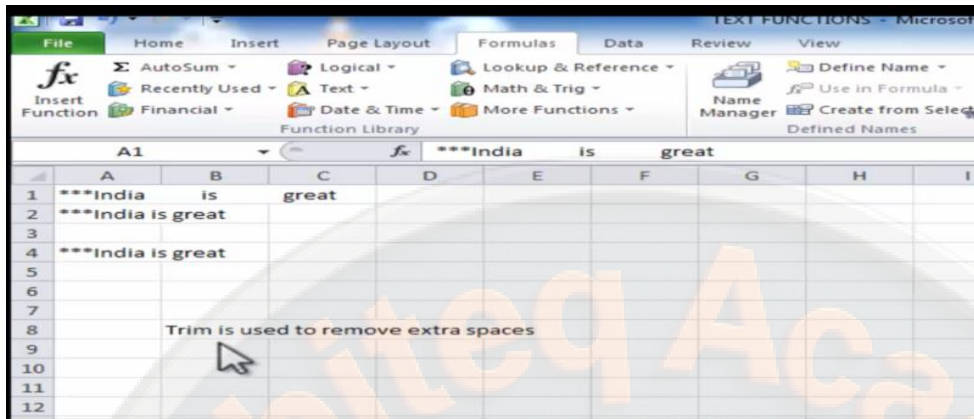 TEXT FUNCTIONS - Microsof
File Home Insert Page Layout Formulas Data Review View
fx Σ AutoSum Logical Lookup & Reference Define Name
Insert Function Recently Used Text Math & Trig Name Manager Use in Formula
Financial Date & Time More Functions Create from Selec
Function Library Defined Names
A1 fx ***India is great
A B C D E F G H I
1 ***India is great
2 ***India is great
3
4 ***India is great
5
6
7
8 Trim is used to remove extra spaces
9
10
11
12
niteq Aca